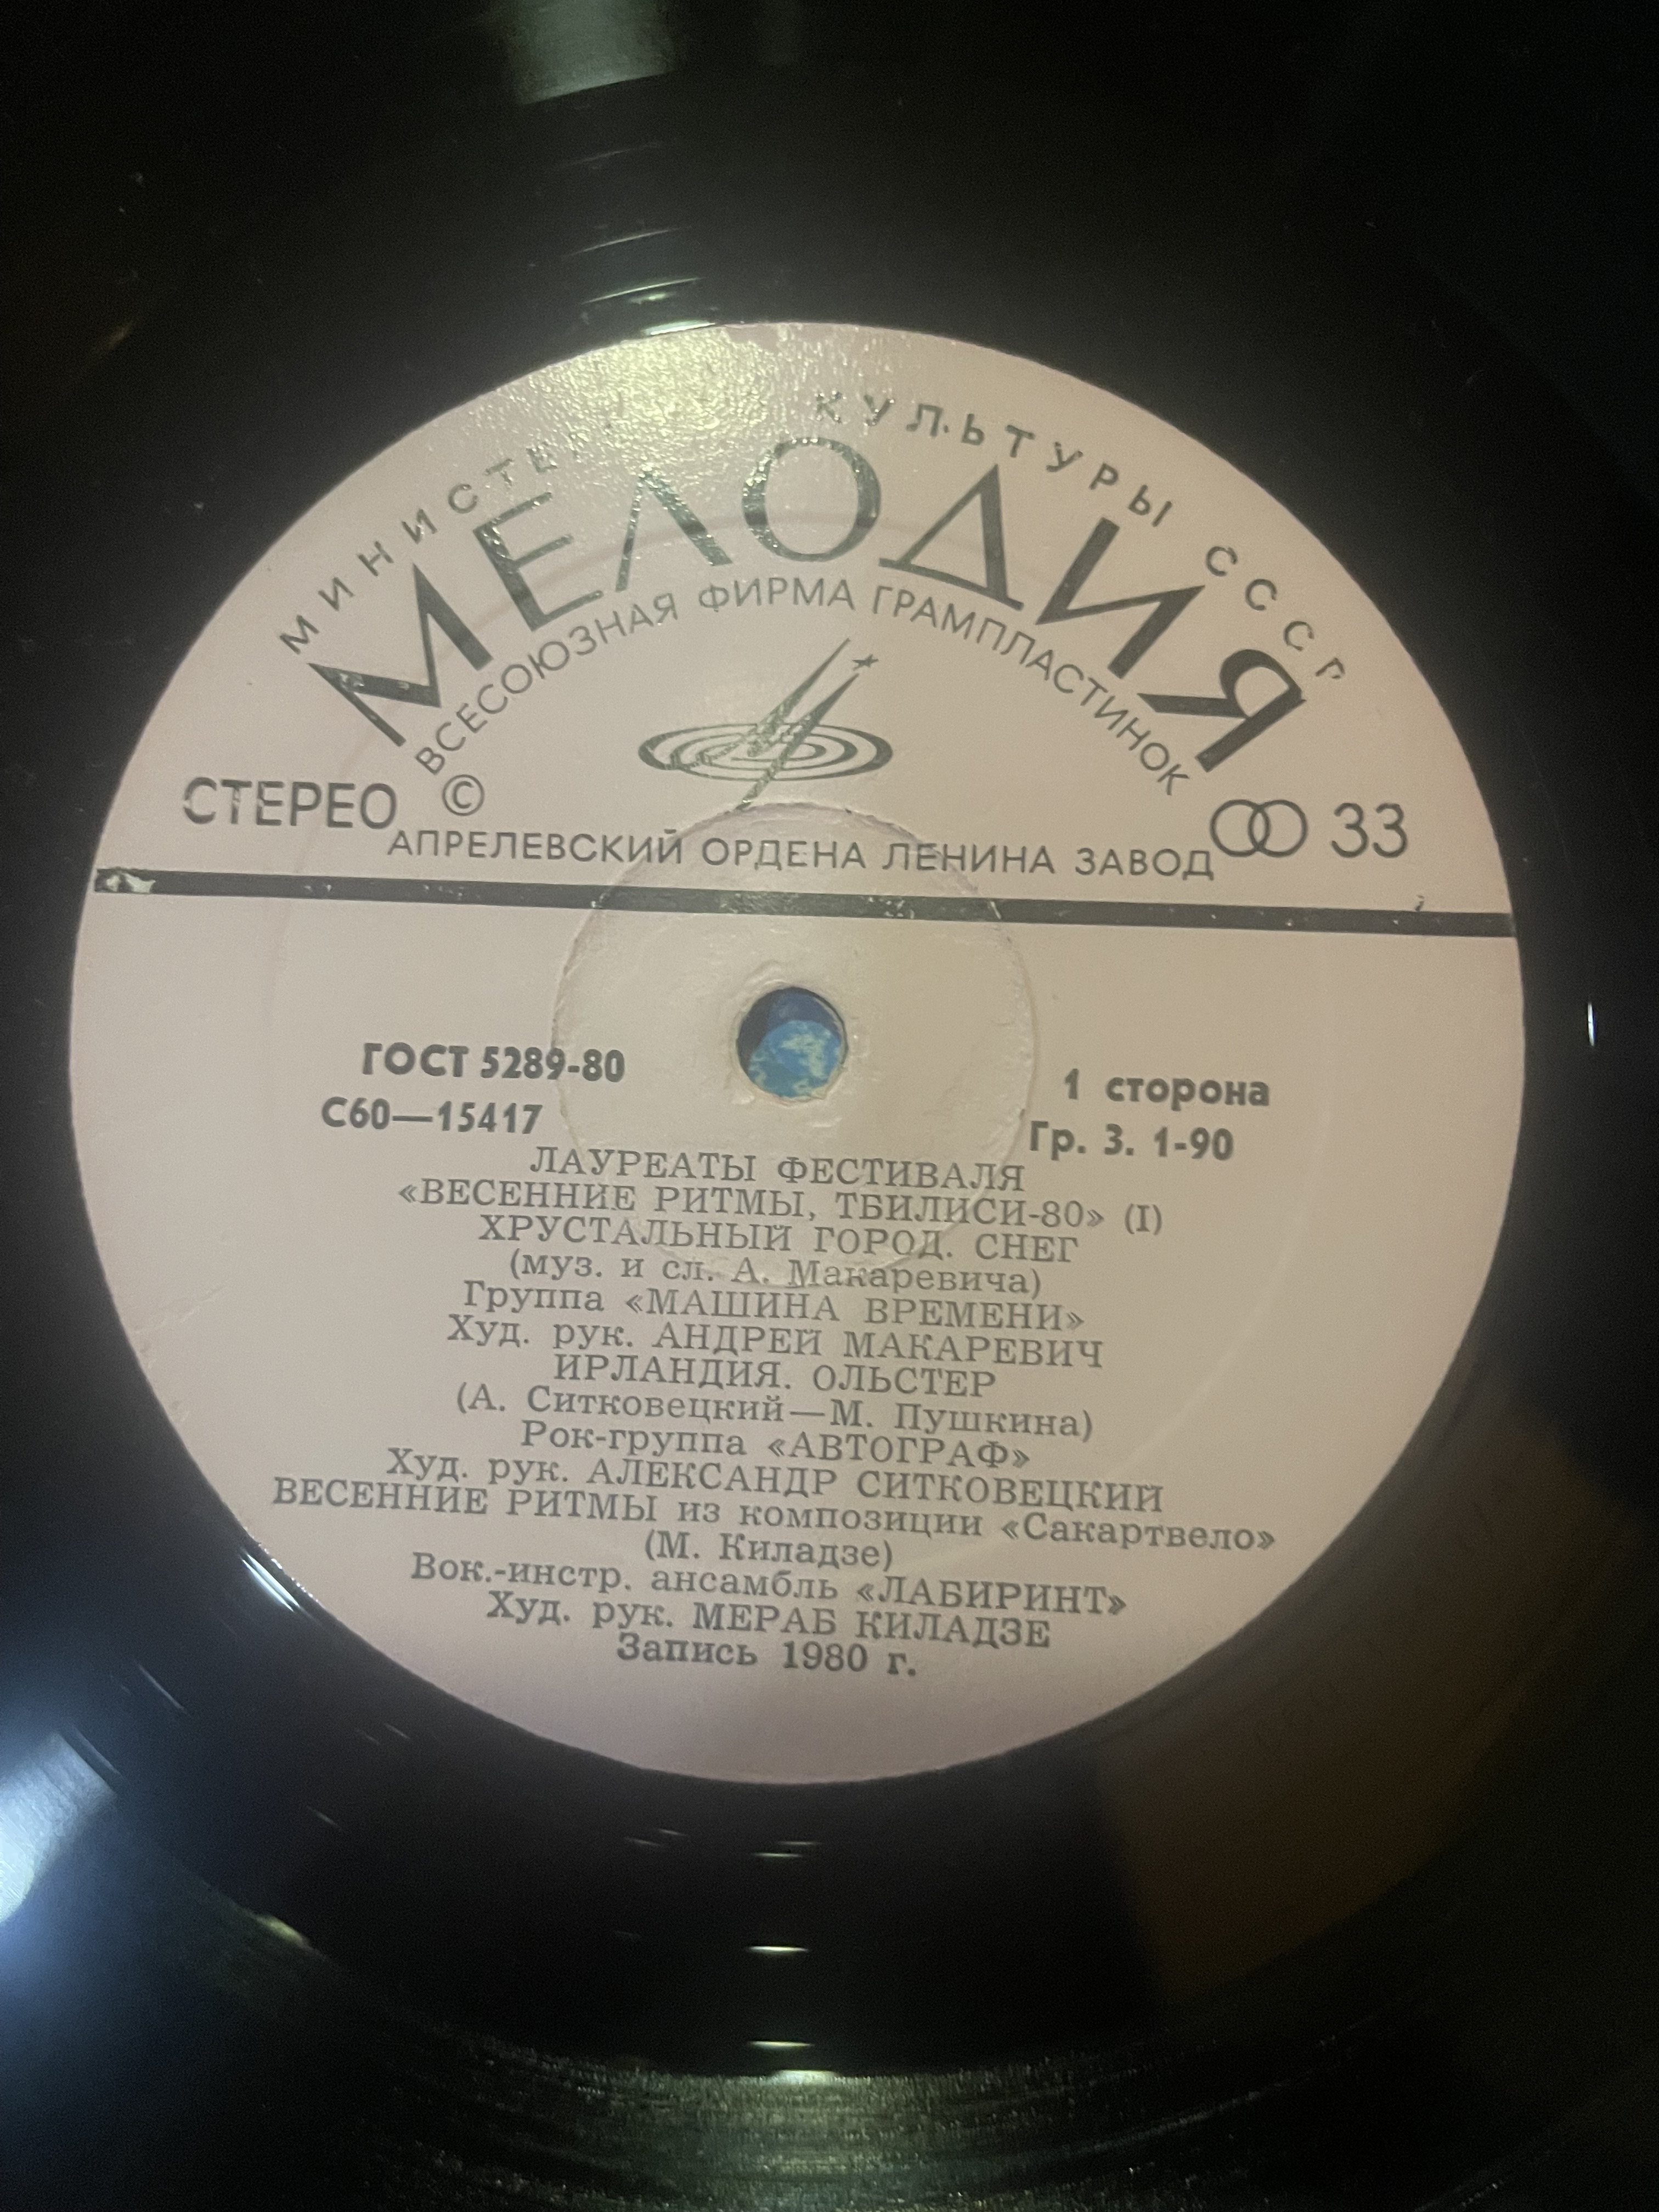 КУЛЬТУРЫ СССР
МЕЛОДИЯ
ВСЕСОЮЗНАЯ ФИРМА ГРАМПЛАСТИНОК
СТЕРЕО © 33
АПРЕЛЕВСКИЙ ОРДЕНА ЛЕНИНА ЗАВОД
ГОСТ 5289-80
1 сторона
С60—15417
Гр. 3. 1-90
ЛАУРЕАТЫ ФЕСТИВАЛЯ
«ВЕСЕННИЕ РИТМЫ, ТБИЛИСИ-80» (I)
ХРУСТАЛЬНЫЙ ГОРОД. СНЕГ
(муз. и сл. А. Макаревича)
Группа «МАШИНА ВРЕМЕНИ»
Худ. рук. АНДРЕЙ МАКАРЕВИЧ
ИРЛАНДИЯ. ОЛЬСТЕР
(А. Ситковецкий—М. Пушкина)
Рок-группа «АВТОГРАФ»
Худ. рук. АЛЕКСАНДР СИТКОВЕЦКИЙ
ВЕСЕННИЕ РИТМЫ из композиции «Сакартвело»
(М. Киладзе)
Вок.-инстр. ансамбль «ЛАБИРИНТ»
Худ. рук. МЕРАБ КИЛАДЗЕ
Запись 1980 г.